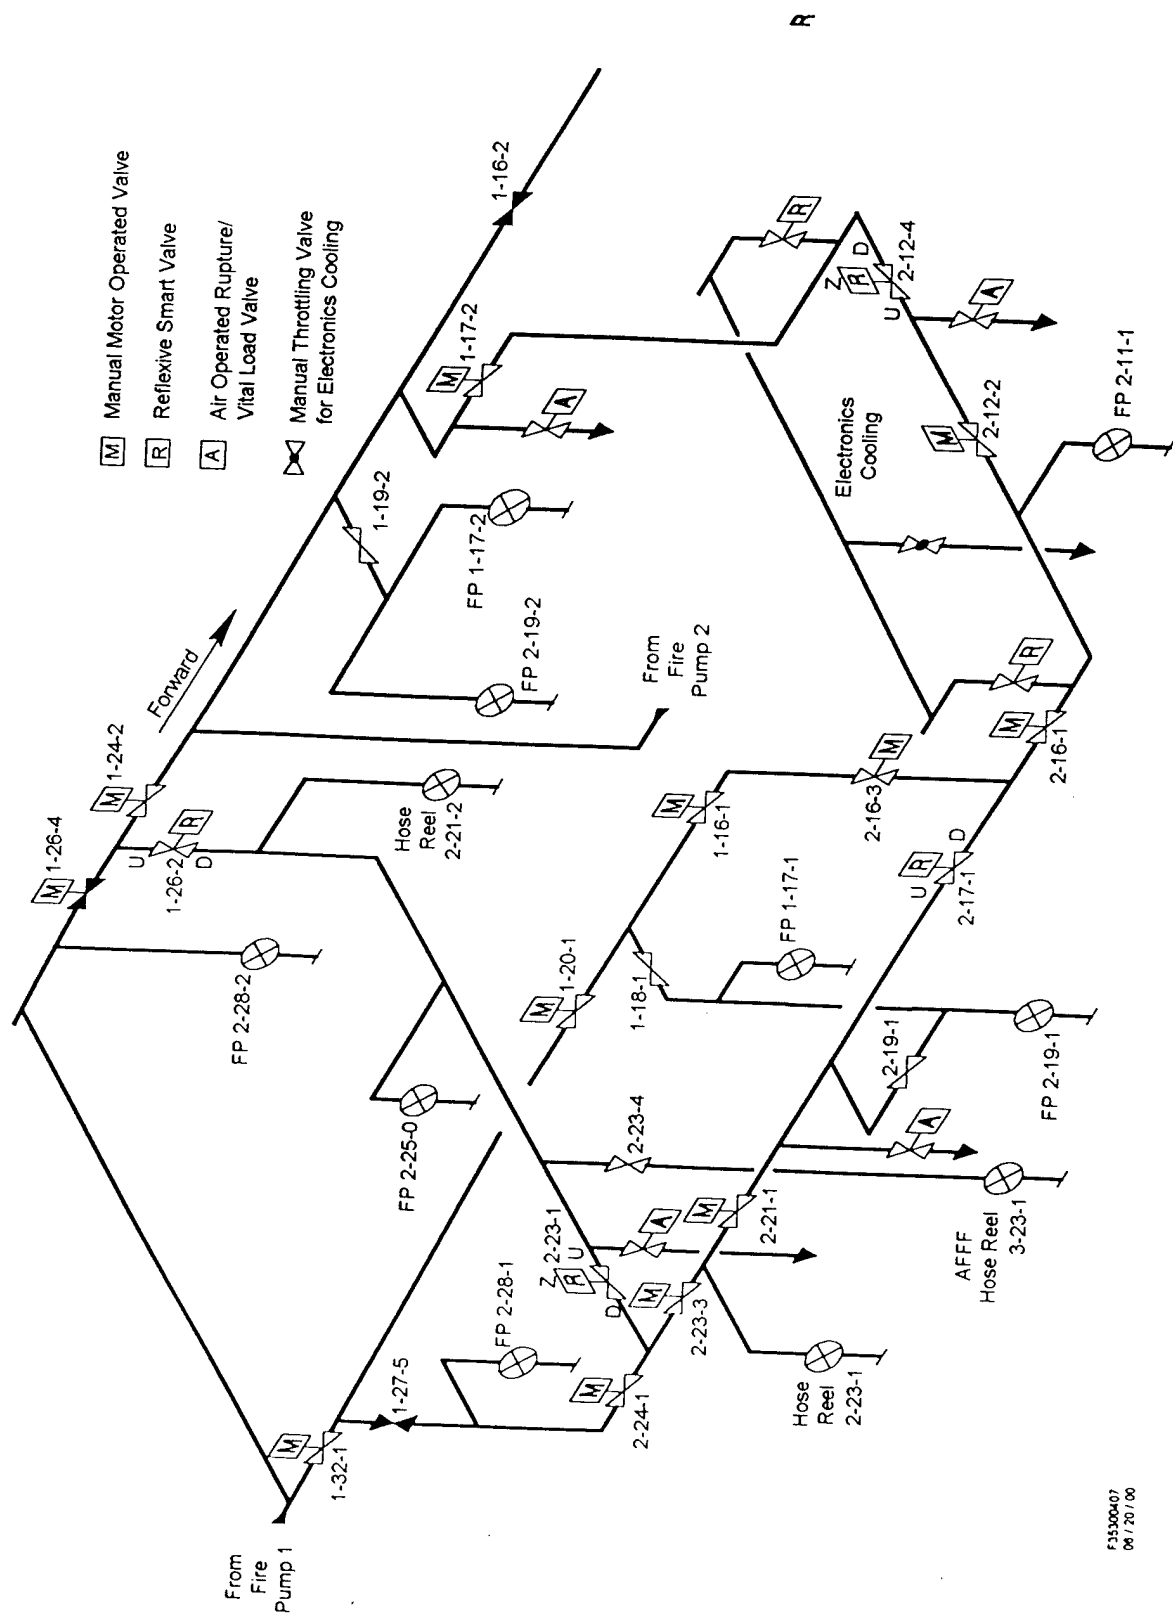 R
M Manual Motor Operated Valve
R Reflexive Smart Valve
A Air Operated Rupture/
Vital Load Valve
Manual Throttling Valve
for Electronics Cooling
Forward
1-16-2
M
1-17-2
A
1-19-2
FP 1-17-2
FP 2-19-2
From
Fire
Pump 2
M
1-24-2
M
1-26-4
U
R
1-26-2
D
Hose
Reel
2-21-2
FP 2-28-2
FP 2-25-0
R
Z
R
D
U
2-12-4
A
M
2-12-2
FP 2-11-1
Electronics
Cooling
R
M
2-16-1
M
2-16-3
M
1-16-1
U
R
D
2-17-1
FP 1-17-1
M
1-20-1
1-18-1
2-19-1
FP 2-19-1
A
2-23-4
AFFF
Hose Reel
3-23-1
M
2-21-1
A
2-23-1
Z
U
R
D
M
2-23-3
Hose
Reel
2-23-1
FP 2-28-1
M
2-24-1
1-27-5
M
1-32-1
From
Fire
Pump 1
F35300407
06 / 20 / 00